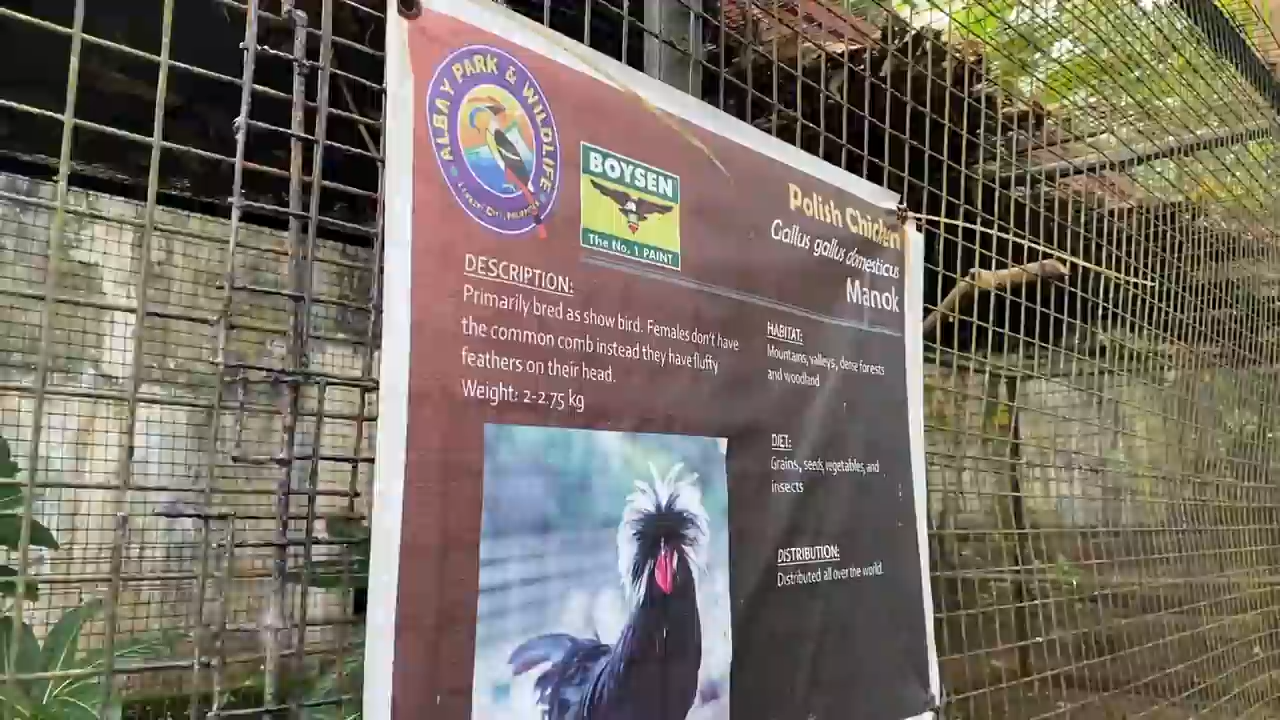 ALBAY PARK & WILDLIFE
BOYSEN
The No. 1 PAINT
Polish Chicken
Gallus gallus domesticus
Manok
DESCRIPTION:
Primarily bred as show bird. Females don't have
the common comb instead they have fluffy
feathers on their head.
Weight: 2-2.75 kg
HABITAT:
Mountains, valleys, dense forests
and woodland
DIET:
Grains, seeds, vegetables, and
insects
DISTRIBUTION:
Distributed all over the world.